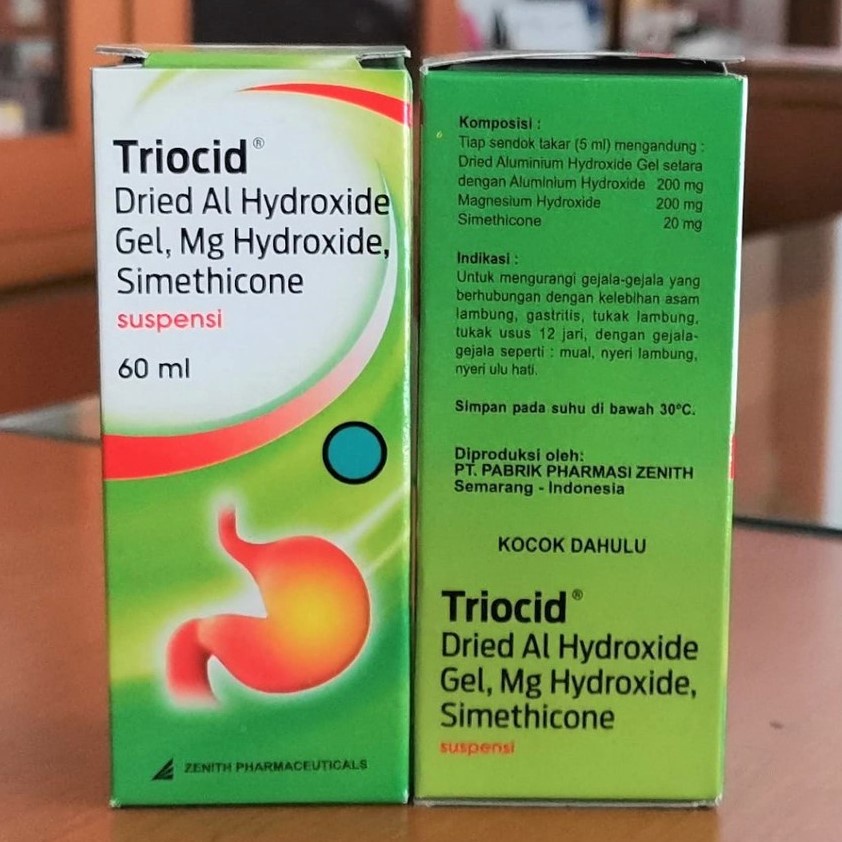 Triocid®
Dried Al Hydroxide
Gel, Mg Hydroxide,
Simethicone
suspensi
60 ml
ZENITH PHARMACEUTICALS
Komposisi :
Tiap sendok takar (5 ml) mengandung :
Dried Aluminium Hydroxide Gel setara
dengan Aluminium Hydroxide 200 mg
Magnesium Hydroxide 200 mg
Simethicone 20 mg
Indikasi :
Untuk mengurangi gejala-gejala yang
berhubungan dengan kelebihan asam
lambung, gastritis, tukak lambung,
tukak usus 12 jari, dengan gejala-
gejala seperti : mual, nyeri lambung,
nyeri ulu hati.
Simpan pada suhu di bawah 30°C.
Diproduksi oleh:
PT. PABRIK PHARMASI ZENITH
Semarang - Indonesia
KOCOK DAHULU
Triocid®
Dried Al Hydroxide
Gel, Mg Hydroxide,
Simethicone
suspensi